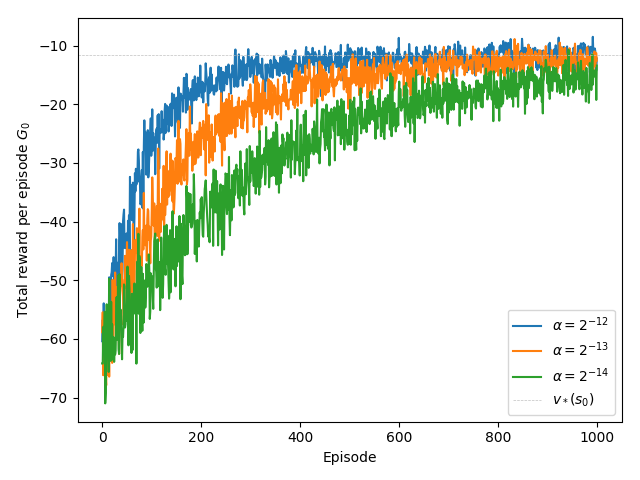 Total reward per episode G₀
−10
−20
−30
−40
−50
−60
−70
0
200
400
600
800
1000
Episode
α = 2⁻¹²
α = 2⁻¹³
α = 2⁻¹⁴
v * (s₀)